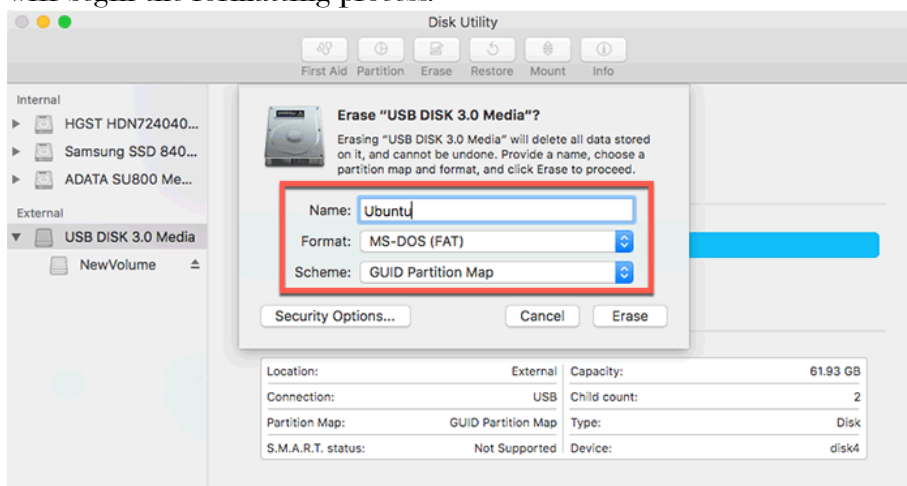 will begin the formatting process.
Disk Utility
First Aid Partition Erase Restore Mount Info
Internal
HGST HDN724040...
Samsung SSD 840...
ADATA SU800 Me...
External
USB DISK 3.0 Media
NewVolume
Erase “USB DISK 3.0 Media”?
Erasing “USB DISK 3.0 Media” will delete all data stored
on it, and cannot be undone. Provide a name, choose a
partition map and format, and click Erase to proceed.
Name: Ubuntu
Format: MS-DOS (FAT)
Scheme: GUID Partition Map
Security Options... Cancel Erase
Location: External Capacity: 61.93 GB
Connection: USB Child count: 2
Partition Map: GUID Partition Map Type: Disk
S.M.A.R.T. status: Not Supported Device: disk4